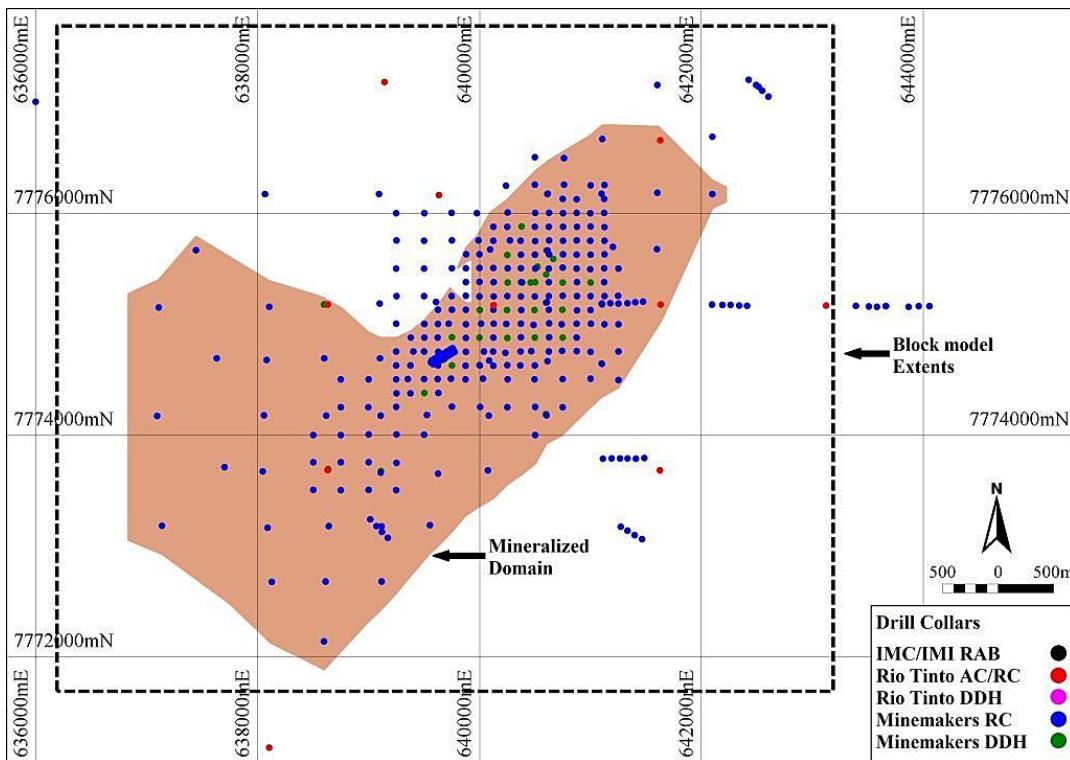 636000mE
638000mE
640000mE
642000mE
644000mE
7776000mN
7776000mN
Block model
Extents
7774000mN
7774000mN
Mineralized
Domain
N
500 0 500m
7772000mN
Drill Collars
IMC/IMI RAB
Rio Tinto AC/RC
Rio Tinto DDH
Minemakers RC
Minemakers DDH
636000mE
638000mE
640000mE
642000mE